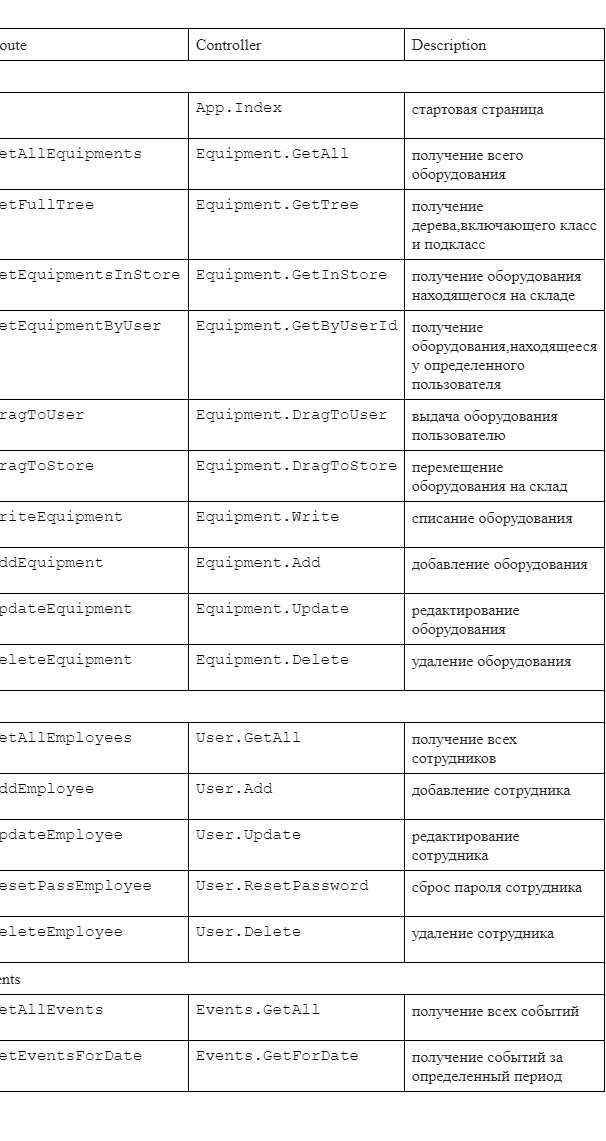 oute Controller Description
App.Index стартовая страница
etAllEquipments Equipment.GetAll получение всего
оборудования
etFullTree Equipment.GetTree получение
дерева,включающего класс
и подкласс
etEquipmentsInStore Equipment.GetInStore получение оборудования
находящегося на складе
etEquipmentByUser Equipment.GetByUserId получение
оборудования,находящееся
у определенного
пользователя
ragToUser Equipment.DragToUser выдача оборудования
пользователю
ragToStore Equipment.DragToStore перемещение
оборудования на склад
riteEquipment Equipment.Write списание оборудования
ddEquipment Equipment.Add добавление оборудования
pdateEquipment Equipment.Update редактирование
оборудования
eleteEquipment Equipment.Delete удаление оборудования
etAllEmployees User.GetAll получение всех
сотрудников
ddEmployee User.Add добавление сотрудника
pdateEmployee User.Update редактирование
сотрудника
esetPassEmployee User.ResetPassword сброс пароля сотрудника
eleteEmployee User.Delete удаление сотрудника
ents
etAllEvents Events.GetAll получение всех событий
etEventsForDate Events.GetForDate получение событий за
определенный период